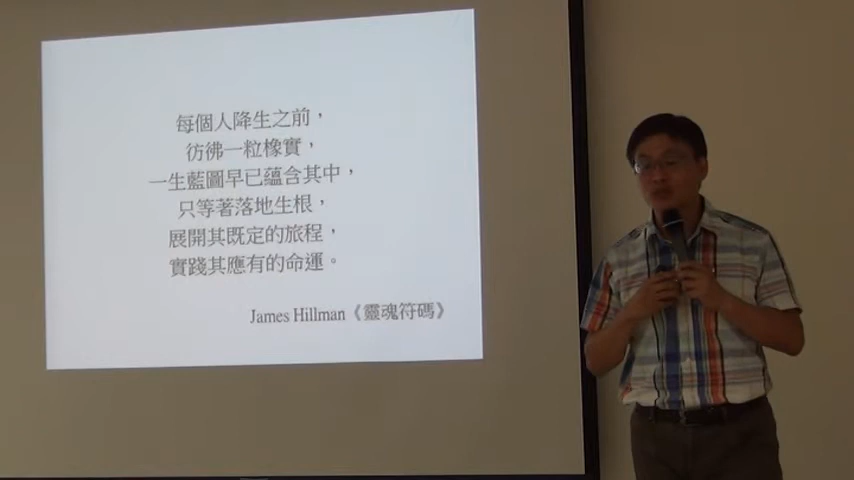 每個人降生之前，
彷彿一粒橡實，
一生藍圖早已蘊含其中，
只等著落地生根，
展開其既定的旅程，
實踐其應有的命運。
James Hillman《靈魂符碼》